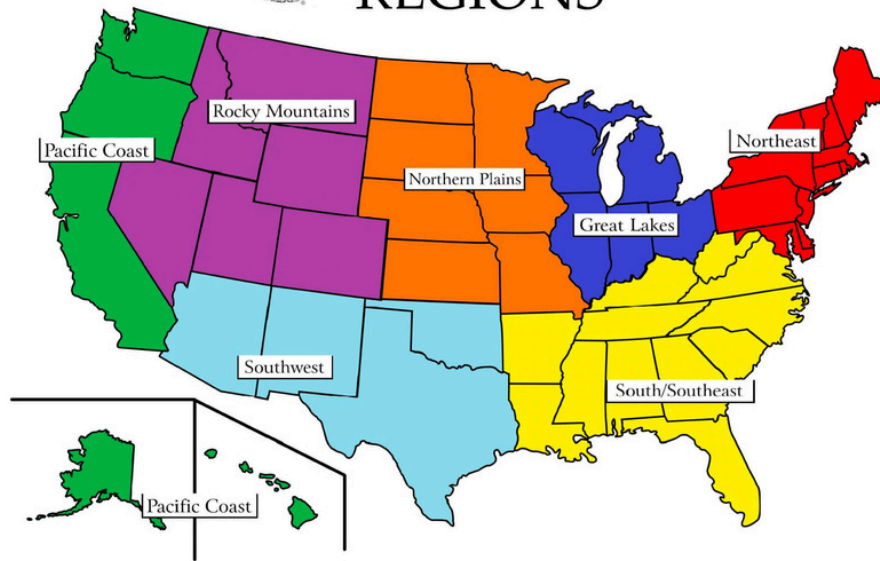 REGIONS
Rocky Mountains
Pacific Coast
Northeast
Northern Plains
Great Lakes
Southwest
South/Southeast
Pacific Coast